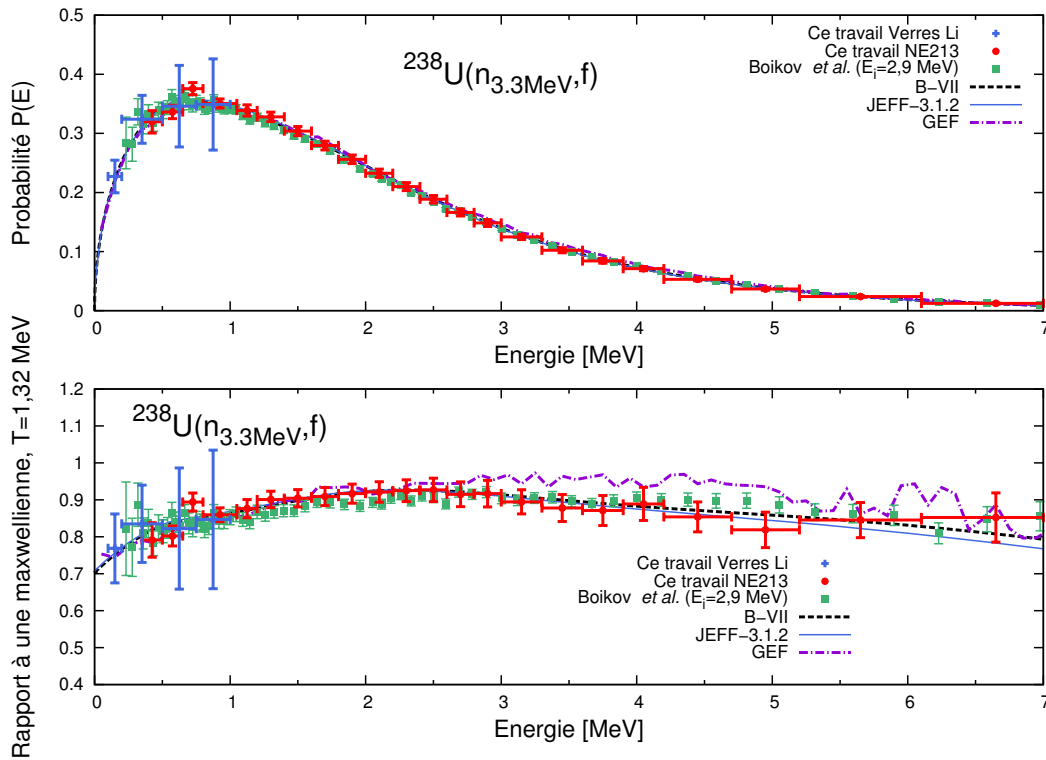 0.5
0.4
0.3
0.2
0.1
0
Probabilité P(E)
238U(n3.3MeV,f)
Ce travail Verres Li
Ce travail NE213
Boikov et al. (Ei=2,9 MeV)
B-VII
JEFF-3.1.2
GEF
0 1 2 3 4 5 6 7
Energie [MeV]
1.2
1.1
1
0.9
0.8
0.7
0.6
0.5
0.4
Rapport à une maxwellienne, T=1,32 MeV
238U(n3.3MeV,f)
Ce travail Verres Li
Ce travail NE213
Boikov et al. (Ei=2,9 MeV)
B-VII
JEFF-3.1.2
GEF
0 1 2 3 4 5 6 7
Energie [MeV]